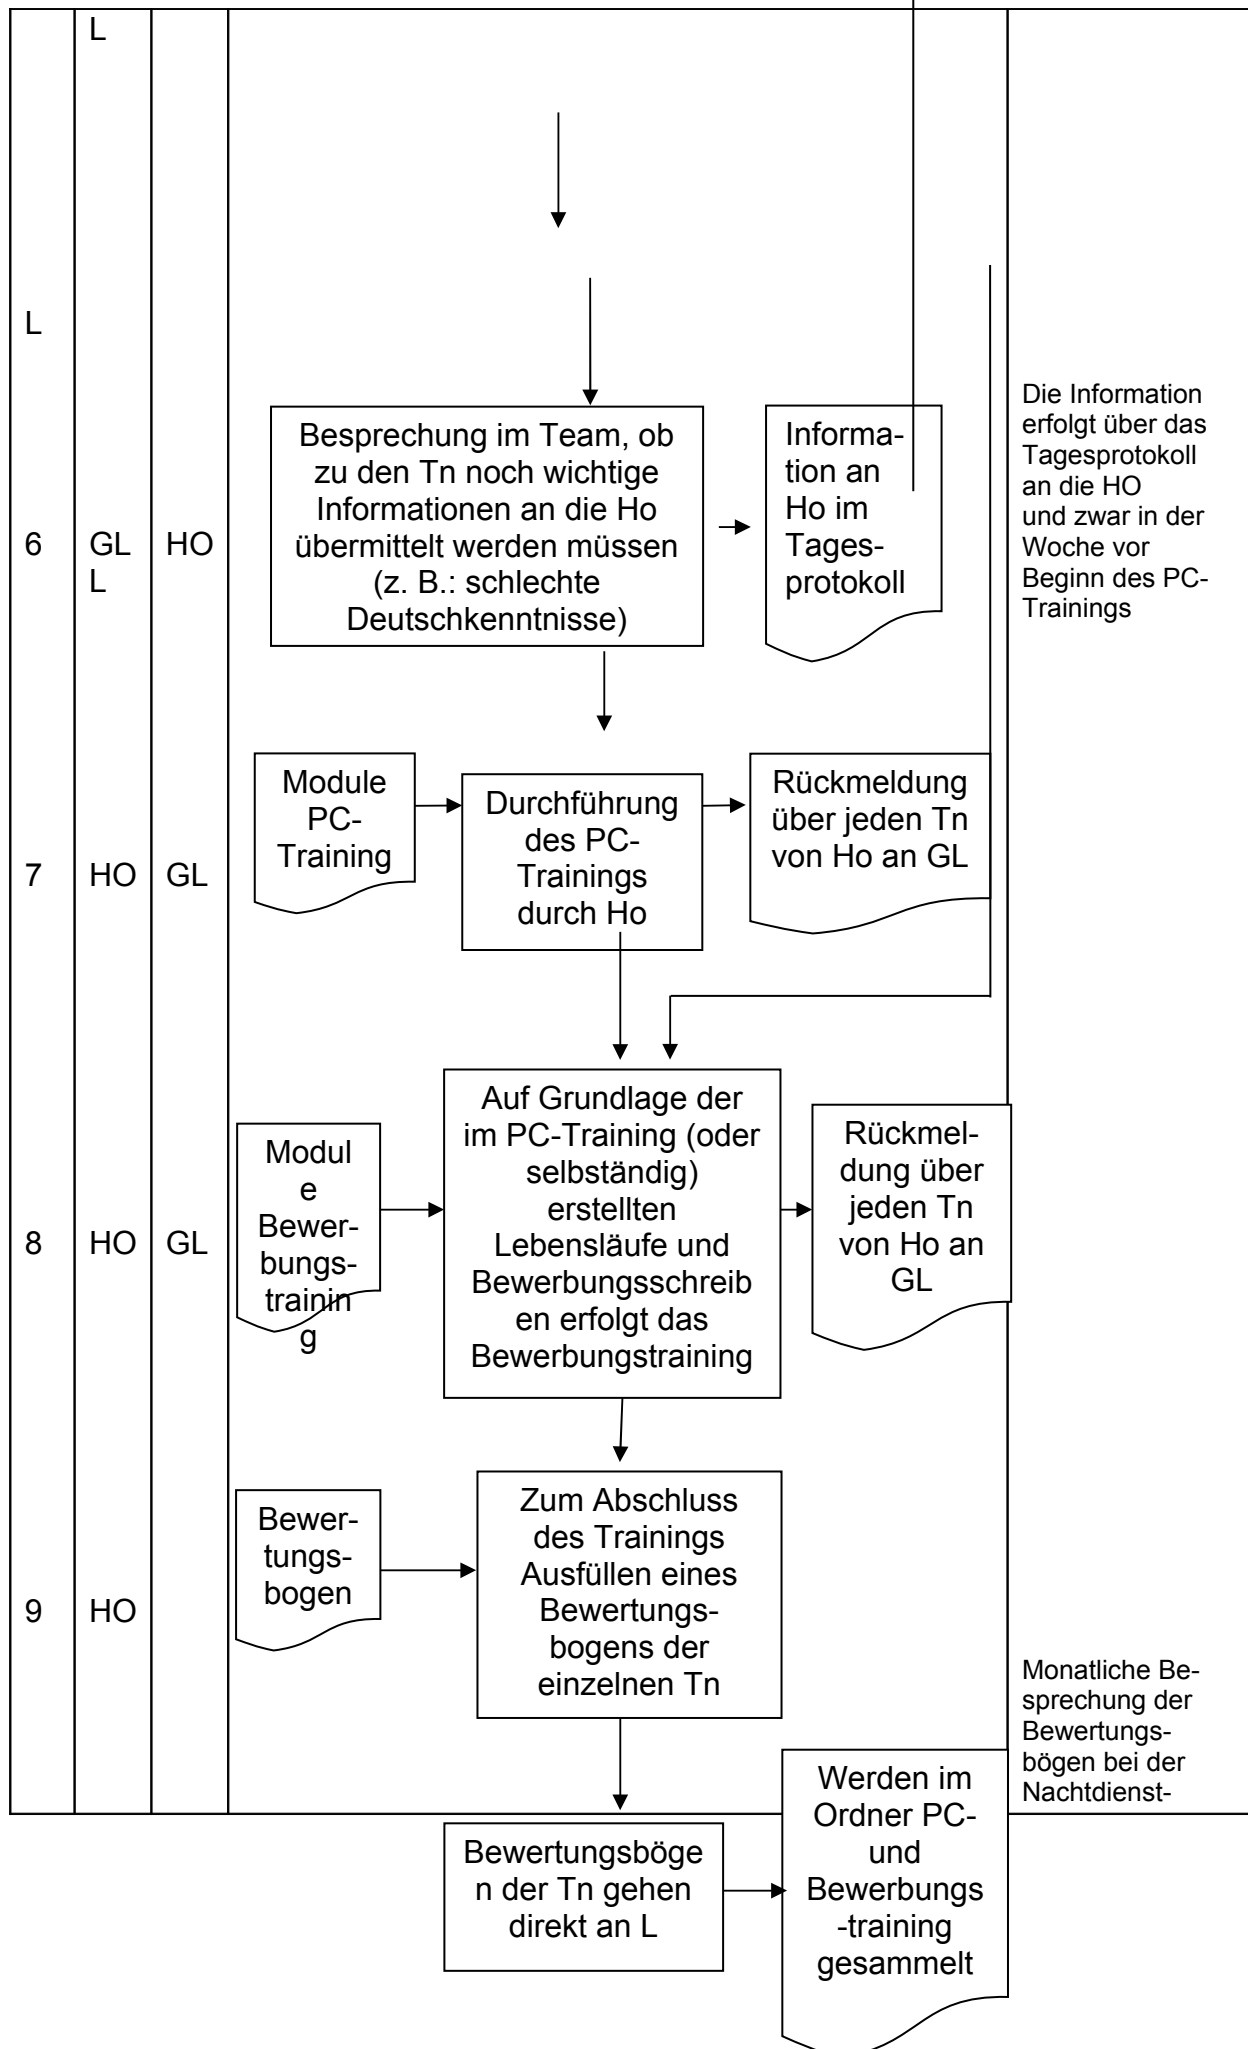 L
L
Besprechung im Team, ob
zu den Tn noch wichtige
Informationen an die Ho
übermittelt werden müssen
(z. B.: schlechte
Deutschkenntnisse)
Informa-
tion an
Ho im
Tages-
protokoll
Die Information
erfolgt über das
Tagesprotokoll
an die HO
und zwar in der
Woche vor
Beginn des PC-
Trainings
6
GL
L
HO
Module
PC-
Training
Durchführung
des PC-
Trainings
durch Ho
Rückmeldung
über jeden Tn
von Ho an GL
7
HO
GL
Modul
e
Bewer-
bungs-
trainin
g
Auf Grundlage der
im PC-Training (oder
selbständig)
erstellten
Lebensläufe und
Bewerbungsschreib
en erfolgt das
Bewerbungstraining
Rückmel-
dung über
jeden Tn
von Ho an
GL
8
HO
GL
Bewer-
tungs-
bogen
Zum Abschluss
des Trainings
Ausfüllen eines
Bewertungs-
bogens der
einzelnen Tn
9
HO
Monatliche Be-
sprechung der
Bewertungs-
bögen bei der
Nachtdienst-
Bewertungsböge
n der Tn gehen
direkt an L
Werden im
Ordner PC-
und
Bewerbungs
-training
gesammelt